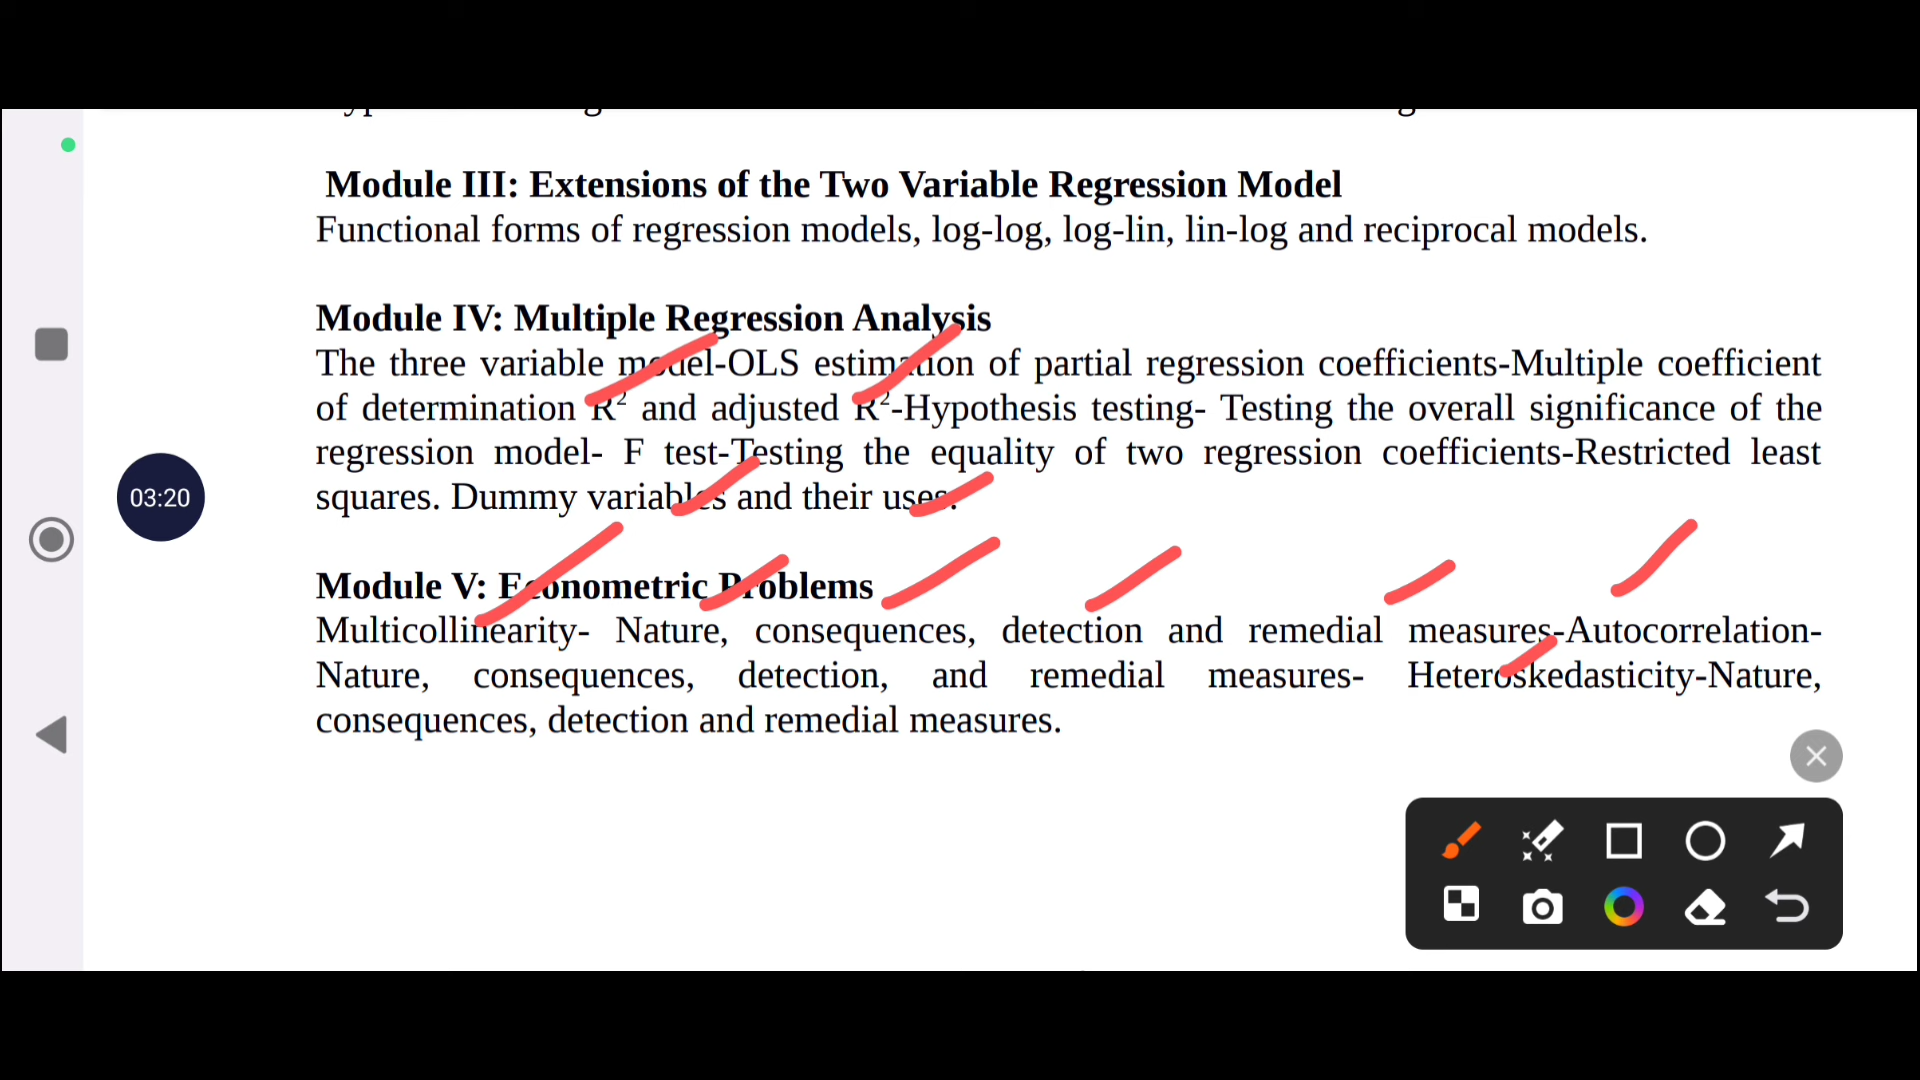 Module III: Extensions of the Two Variable Regression Model
Functional forms of regression models, log-log, log-lin, lin-log and reciprocal models.
Module IV: Multiple Regression Analysis
The three variable model-OLS estimation of partial regression coefficients-Multiple coefficient
of determination R² and adjusted R²-Hypothesis testing- Testing the overall significance of the
regression model- F test-Testing the equality of two regression coefficients-Restricted least
squares. Dummy variables and their uses.
03:20
Module V: Econometric Problems
Multicollinearity- Nature, consequences, detection and remedial measures-Autocorrelation-
Nature, consequences, detection, and remedial measures- Heteroskedasticity-Nature,
consequences, detection and remedial measures.